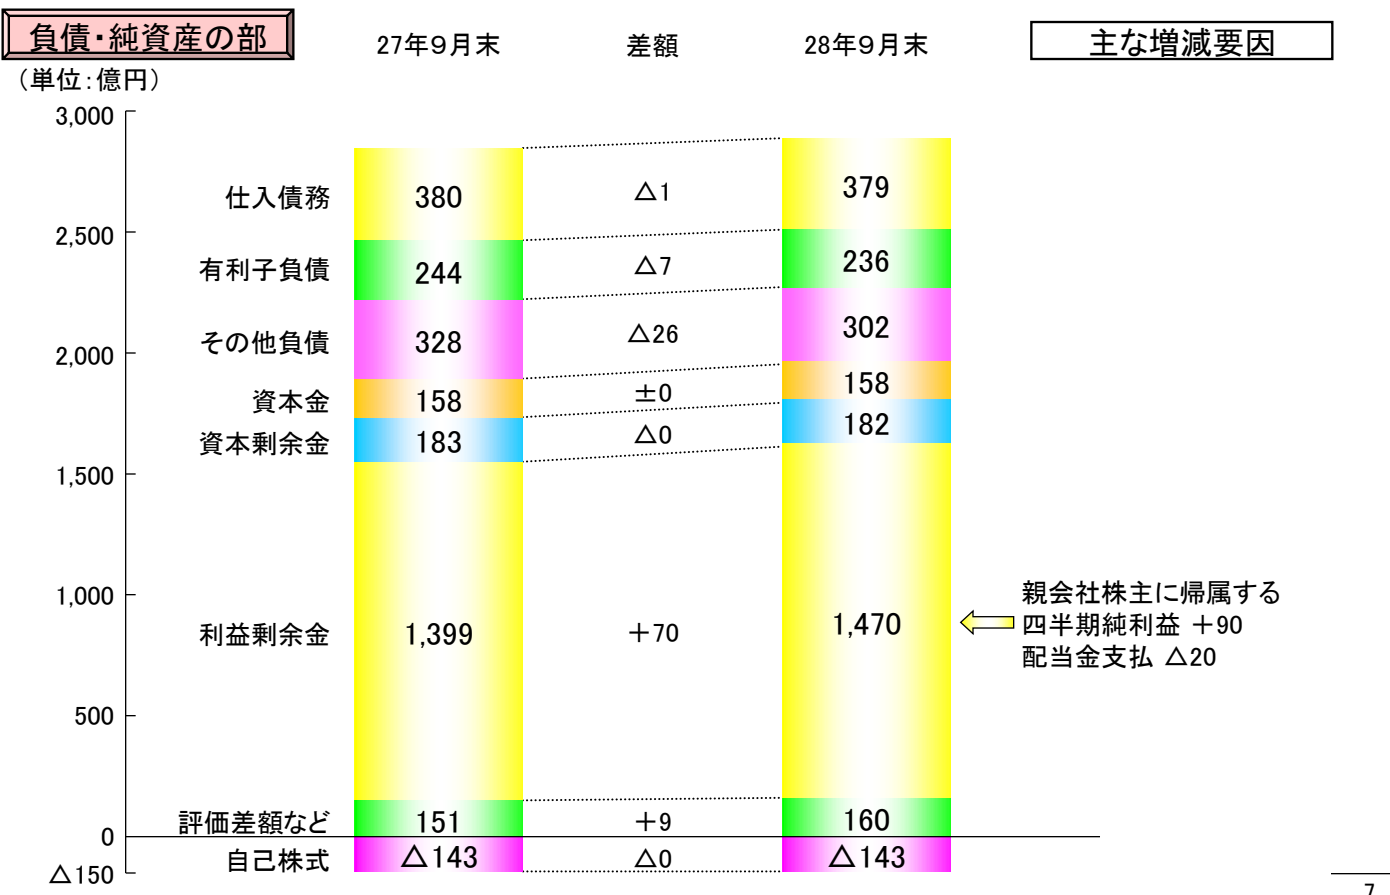 負債・純資産の部 27年9月末 差額 28年9月末 主な増減要因
（単位：億円）
3,000
仕入債務 380 △1 379
2,500
有利子負債 244 △7 236
その他負債 328 △26 302
2,000
資本金 158 ±0 158
資本剰余金 183 △0 182
1,500
1,000
利益剰余金 1,399 ＋70 1,470
親会社株主に帰属する
四半期純利益 ＋90
配当金支払 △20
500
評価差額など 151 ＋9 160
0
自己株式 △143 △0 △143
△150
7